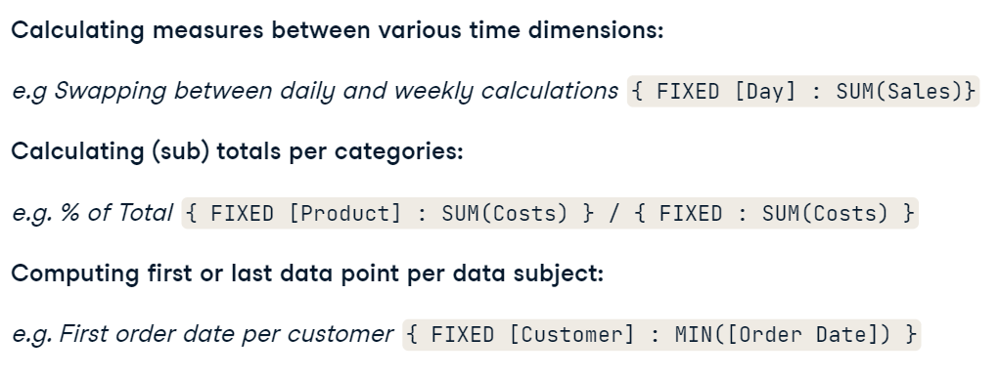 Calculating measures between various time dimensions:
e.g Swapping between daily and weekly calculations { FIXED [Day] : SUM(Sales)}
Calculating (sub) totals per categories:
e.g. % of Total { FIXED [Product] : SUM(Costs) } / { FIXED : SUM(Costs) }
Computing first or last data point per data subject:
e.g. First order date per customer { FIXED [Customer] : MIN([Order Date]) }